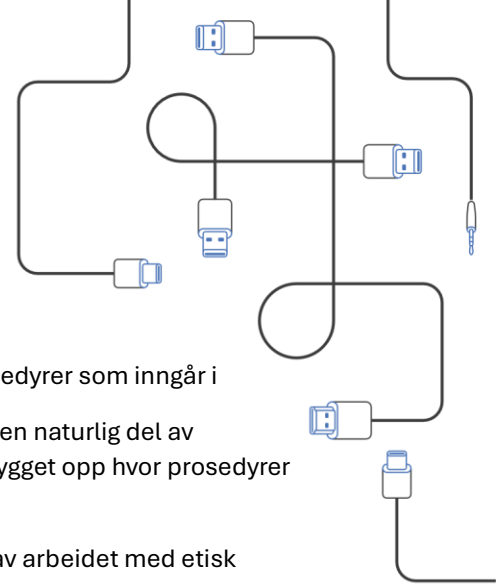 edyrer som inngår i
en naturlig del av
ygget opp hvor prosedyrer
av arbeidet med etisk